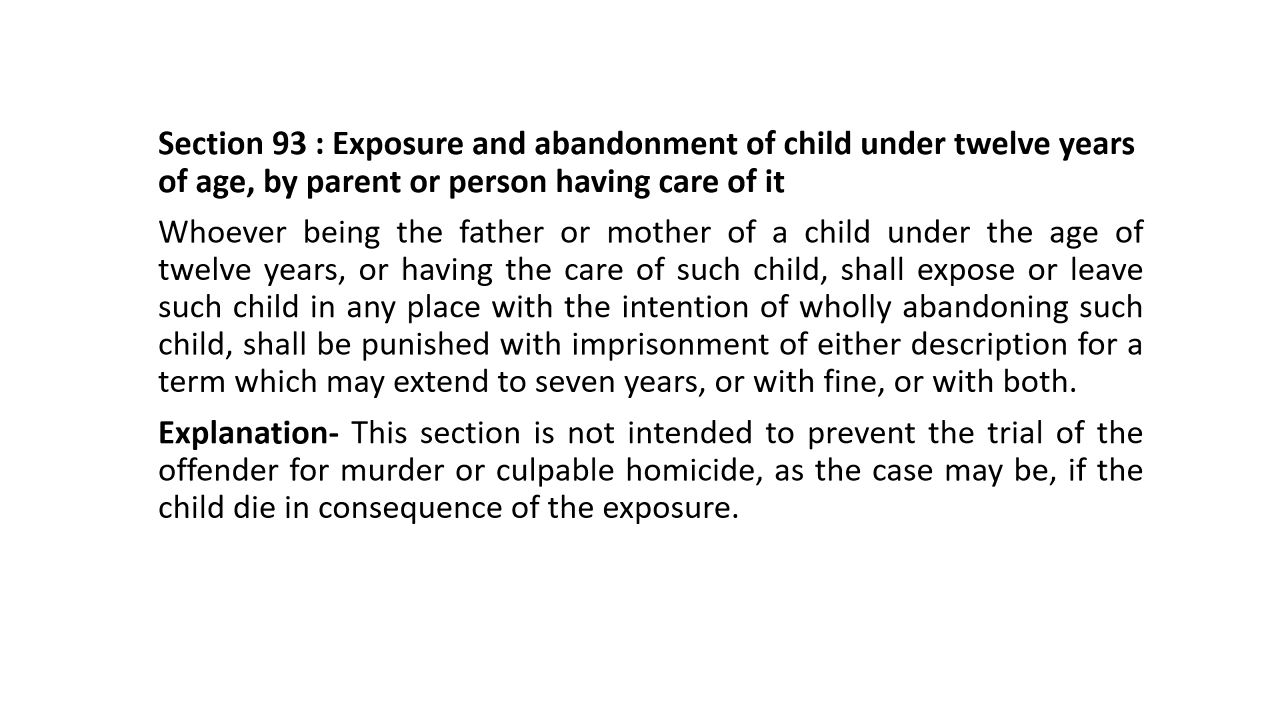 Section 93 : Exposure and abandonment of child under twelve years
of age, by parent or person having care of it
Whoever being the father or mother of a child under the age of
twelve years, or having the care of such child, shall expose or leave
such child in any place with the intention of wholly abandoning such
child, shall be punished with imprisonment of either description for a
term which may extend to seven years, or with fine, or with both.
Explanation- This section is not intended to prevent the trial of the
offender for murder or culpable homicide, as the case may be, if the
child die in consequence of the exposure.